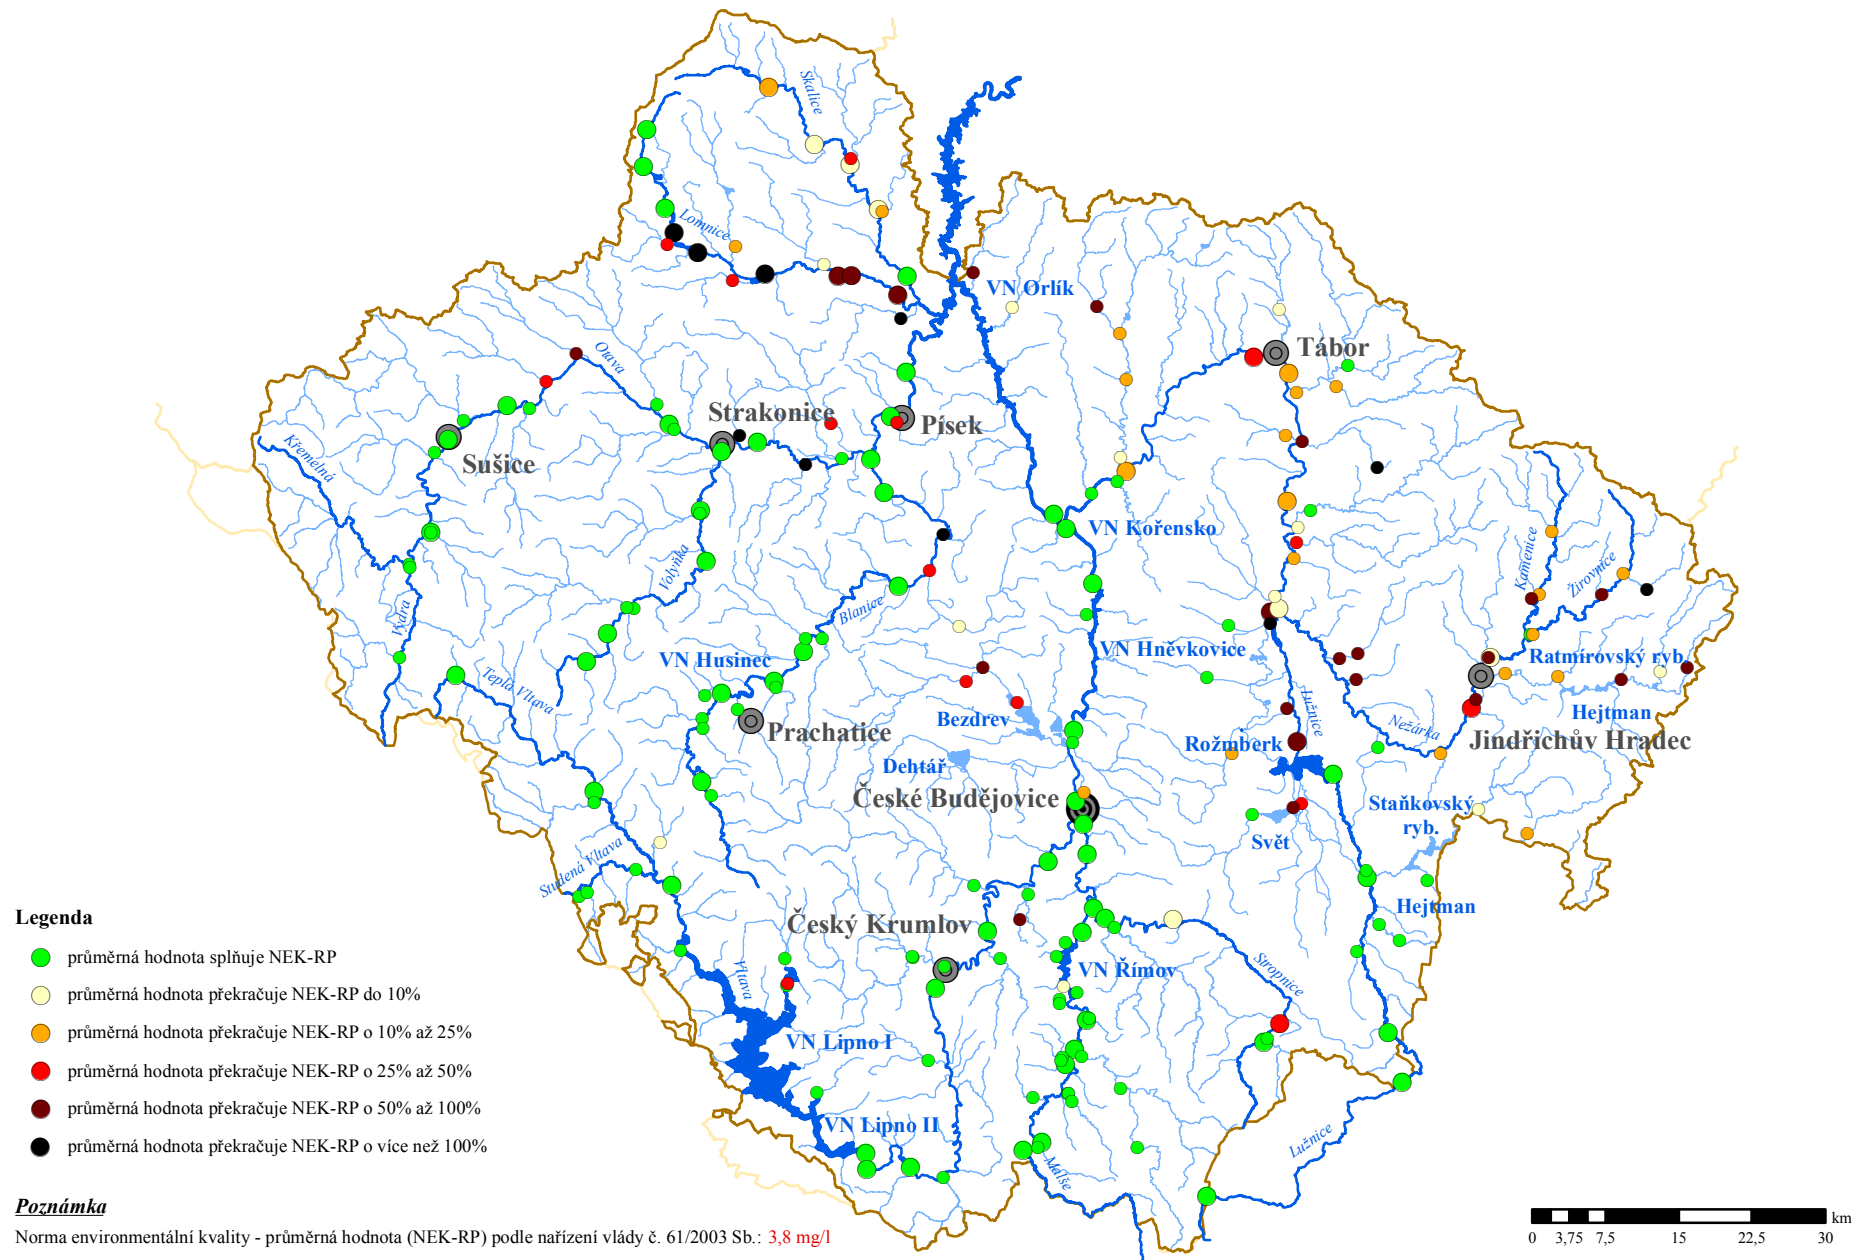 Skalice
Lomnice
VN Orlík
Tábor
Otava
Strakonice
Písek
Křemelná
Sušice
VN Kořensko
Kamenice
Žirovnice
Volyňka
Blanice
Vydra
VN Hněvkovice
VN Husinec
Ratmírovský ryb.
Teplá Vltava
Lužnice
Bezdrev
Hejtman
Prachatice
Nežárka
Rožmberk
Jindřichův Hradec
Dehtář
České Budějovice
Staňkovský
ryb.
Svět
Studená Vltava
Hejtman
Český Krumlov
Vltava
VN Římov
Stropnice
VN Lipno I
VN Lipno II
Lužnice
Malše
Legenda
průměrná hodnota splňuje NEK-RP
průměrná hodnota překračuje NEK-RP do 10%
průměrná hodnota překračuje NEK-RP o 10% až 25%
průměrná hodnota překračuje NEK-RP o 25% až 50%
průměrná hodnota překračuje NEK-RP o 50% až 100%
průměrná hodnota překračuje NEK-RP o více než 100%
Poznámka
Norma environmentální kvality - průměrná hodnota (NEK-RP) podle nařízení vlády č. 61/2003 Sb.: 3,8 mg/l
km
0 3,75 7,5 15 22,5 30